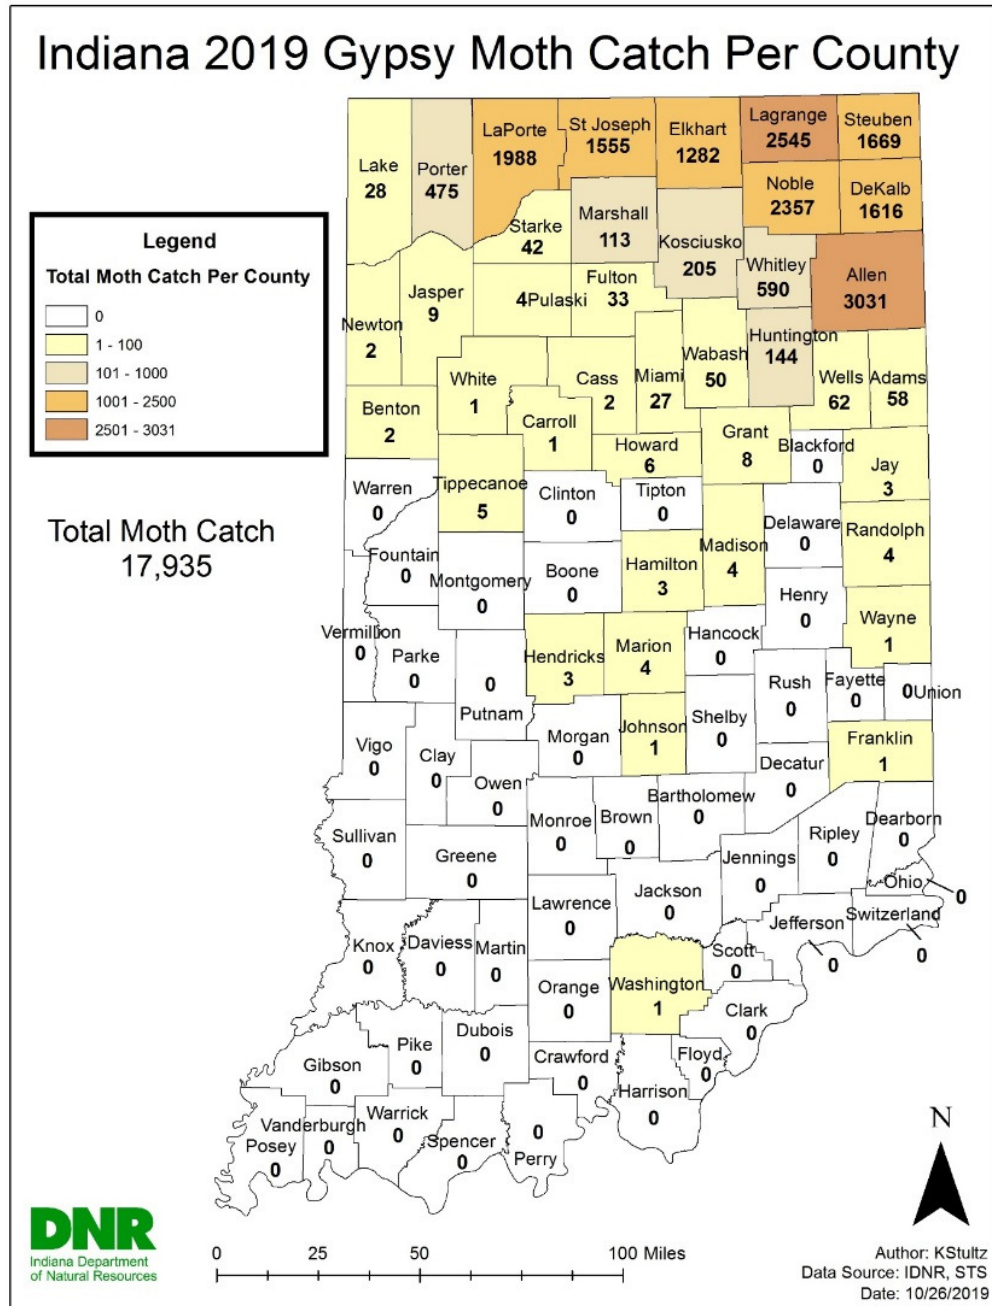 Indiana 2019 Gypsy Moth Catch Per County
Lake
28
Porter
475
LaPorte
1988
St Joseph
1555
Elkhart
1282
Lagrange
2545
Steuben
1669
Noble
2357
DeKalb
1616
Starke
42
Marshall
113
Kosciusko
205
Whitley
590
Allen
3031
Legend
Total Moth Catch Per County
0
1 - 100
101 - 1000
1001 - 2500
2501 - 3031
Newton
2
Jasper
9
4Pulaski
Fulton
33
Huntington
144
White
1
Cass
2
Miami
27
Wabash
50
Wells
62
Adams
58
Benton
2
Carroll
1
Howard
6
Grant
8
Blackford
0
Jay
3
Warren
0
Tippecanoe
5
Clinton
0
Tipton
0
Delaware
0
Randolph
4
Total Moth Catch
17,935
Fountain
0
Montgomery
0
Boone
0
Hamilton
3
Madison
4
Henry
0
Wayne
1
Vermillion
0
Parke
0
0
Putnam
Hendricks
3
Marion
4
Hancock
0
Rush
0
Fayette
0
0Union
Vigo
0
Clay
0
Owen
0
Morgan
0
Johnson
1
Shelby
0
Decatur
0
Franklin
1
Sullivan
0
Greene
0
Monroe
0
Brown
0
Bartholomew
0
Jennings
0
Ripley
0
Dearborn
0
Ohio
0
Knox
0
Daviess
0
Martin
0
Lawrence
0
Jackson
0
Jefferson
0
Switzerland
0
Orange
0
Washington
1
Scott
0
Clark
0
Gibson
0
Pike
0
Dubois
0
Crawford
0
Harrison
0
Floyd
0
Posey
0
Vanderburgh
0
Warrick
0
Spencer
0
0
Perry
N
DNR
Indiana Department
of Natural Resources
0 25 50 100 Miles
Author: KStultz
Data Source: IDNR, STS
Date: 10/26/2019